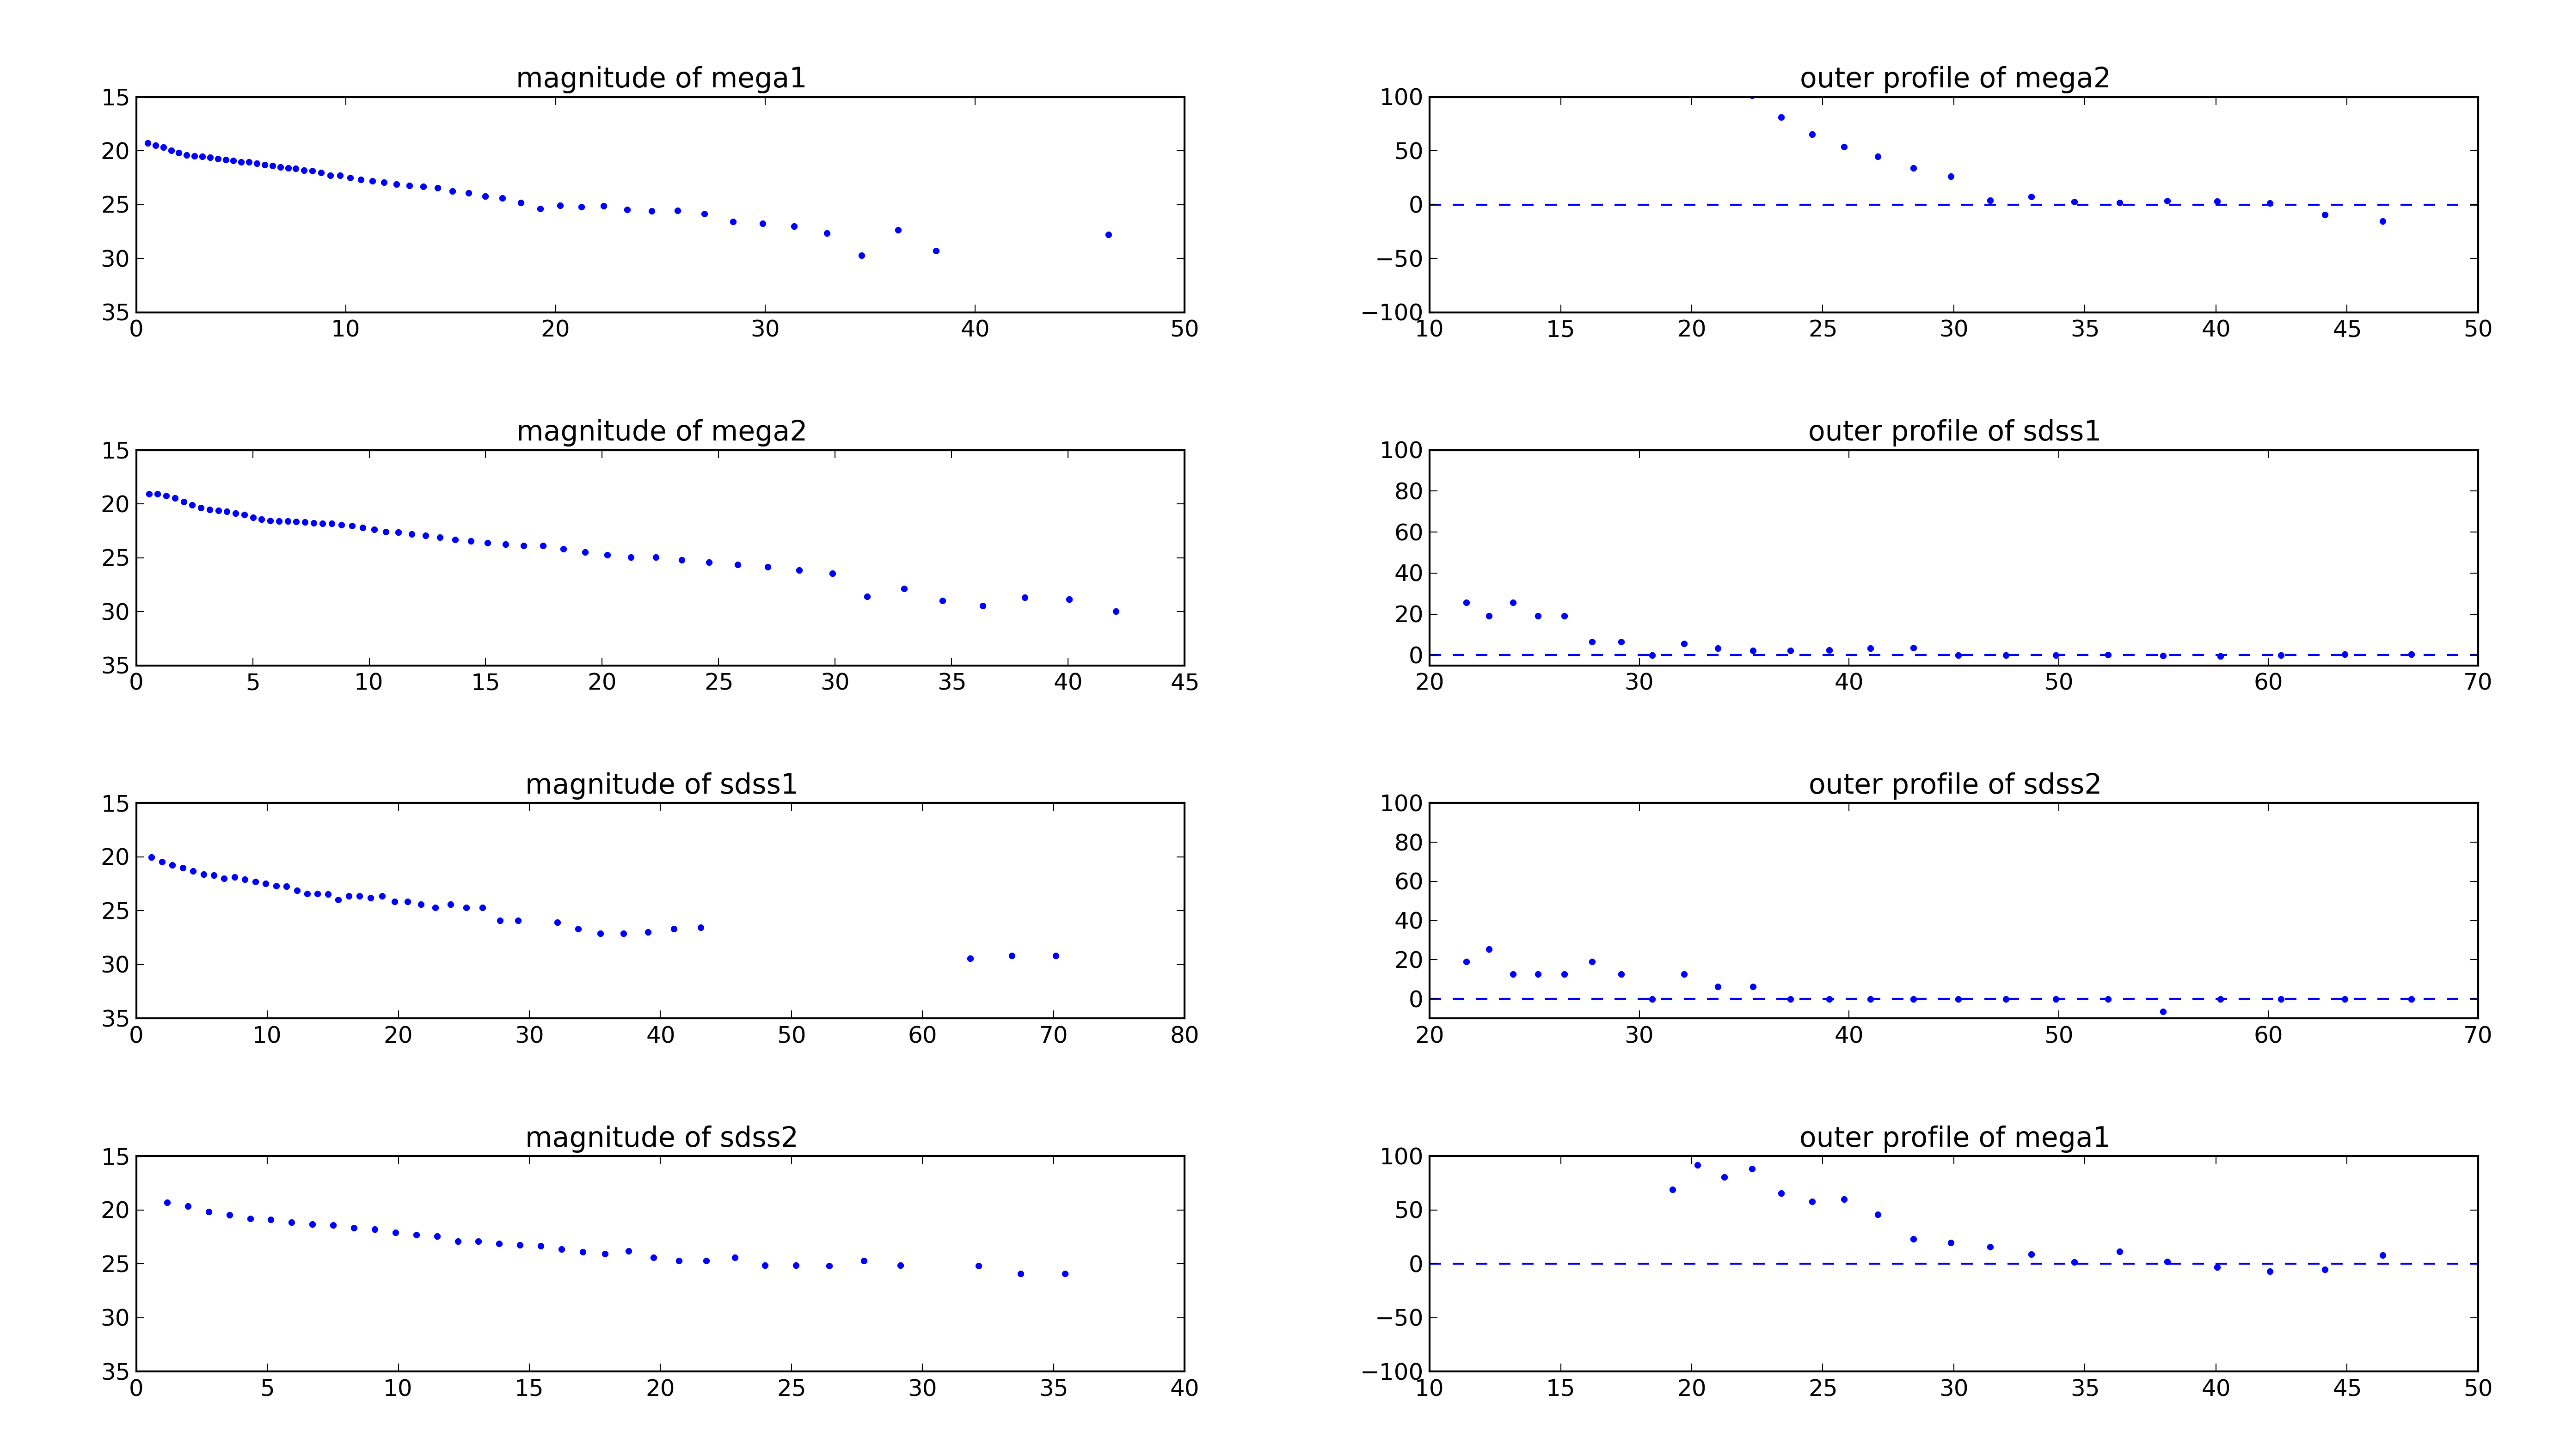 magnitude of mega1
15
20
25
30
35
0 10 20 30 40 50
outer profile of mega2
100
50
0
−50
−100
10 15 20 25 30 35 40 45 50
magnitude of mega2
15
20
25
30
35
0 5 10 15 20 25 30 35 40 45
outer profile of sdss1
100
80
60
40
20
0
20 30 40 50 60 70
magnitude of sdss1
15
20
25
30
35
0 10 20 30 40 50 60 70 80
outer profile of sdss2
100
80
60
40
20
0
20 30 40 50 60 70
magnitude of sdss2
15
20
25
30
35
0 5 10 15 20 25 30 35 40
outer profile of mega1
100
50
0
−50
−100
10 15 20 25 30 35 40 45 50